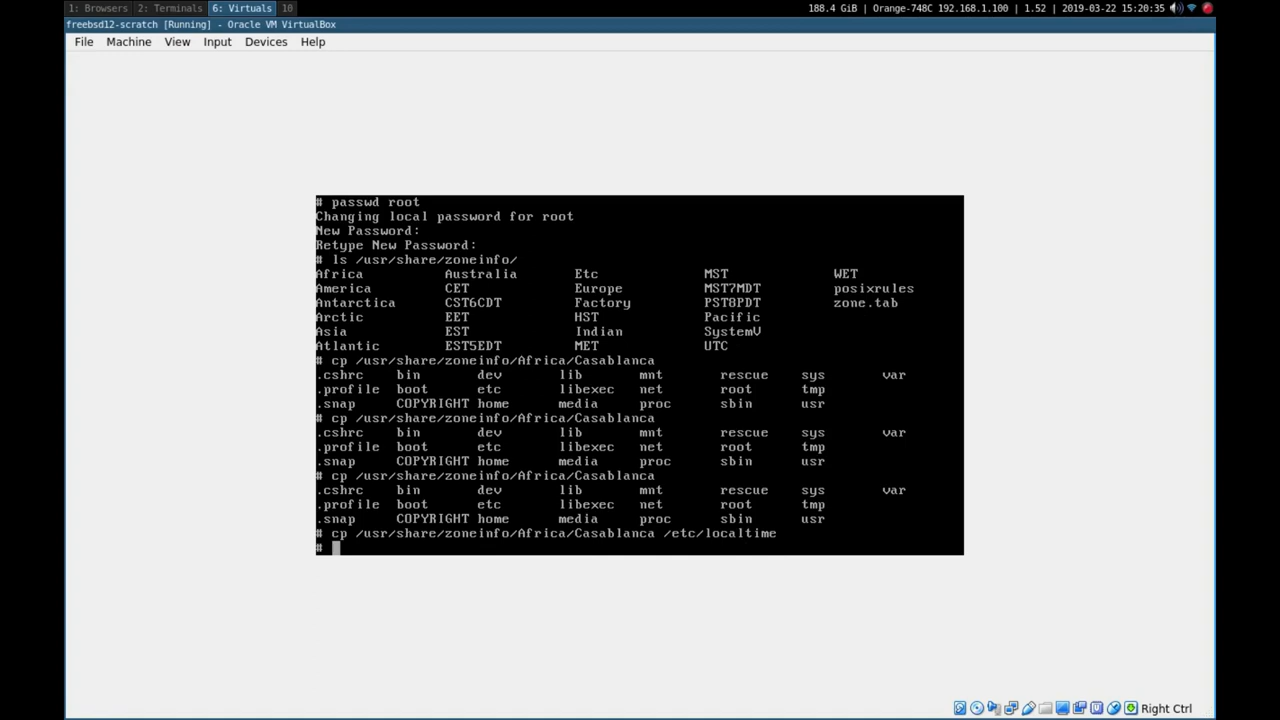 1: Browsers 2: Terminals 6: Virtuals 10 188.4 GiB | Orange-748C 192.168.1.100 | 1.52 | 2019-03-22 15:20:35
freebsd12-scratch [Running] - Oracle VM VirtualBox
File Machine View Input Devices Help
# passwd root
Changing local password for root
New Password:
Retype New Password:
# ls /usr/share/zoneinfo/
Africa Australia Etc MST WET
America CET Europe MST7MDT posixrules
Antarctica CST6CDT Factory PST8PDT zone.tab
Arctic EET HST Pacific
Asia EST Indian SystemV
Atlantic EST5EDT MET UTC
# cp /usr/share/zoneinfo/Africa/Casablanca
.cshrc bin dev lib mnt rescue sys var
.profile boot etc libexec net root tmp
.snap COPYRIGHT home media proc sbin usr
# cp /usr/share/zoneinfo/Africa/Casablanca
.cshrc bin dev lib mnt rescue sys var
.profile boot etc libexec net root tmp
.snap COPYRIGHT home media proc sbin usr
# cp /usr/share/zoneinfo/Africa/Casablanca
.cshrc bin dev lib mnt rescue sys var
.profile boot etc libexec net root tmp
.snap COPYRIGHT home media proc sbin usr
# cp /usr/share/zoneinfo/Africa/Casablanca /etc/localtime
#
Right Ctrl